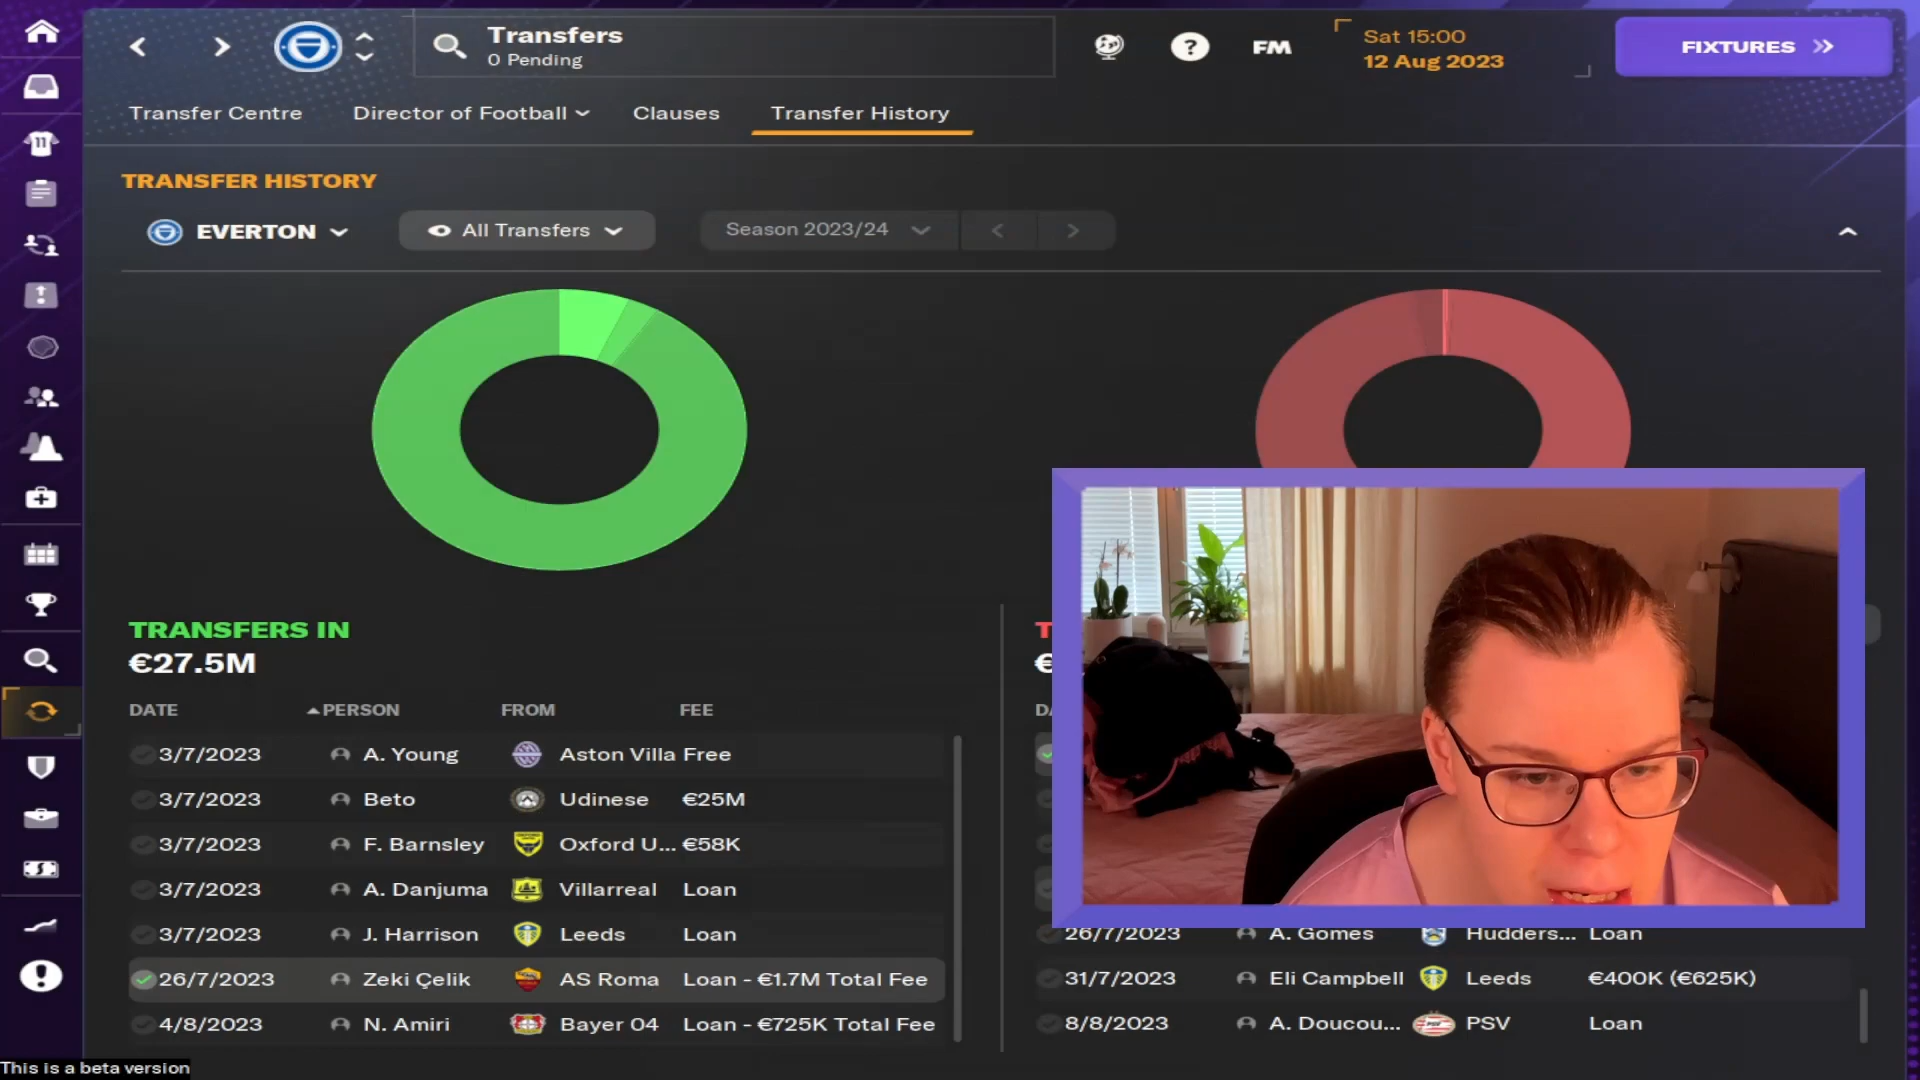 Transfers
0 Pending
FM
Sat 15:00
12 Aug 2023
FIXTURES
Transfer Centre
Director of Football
Clauses
Transfer History
TRANSFER HISTORY
EVERTON
All Transfers
Season 2023/24
TRANSFERS IN
€27.5M
DATE PERSON FROM FEE
3/7/2023 A. Young Aston Villa Free
3/7/2023 Beto Udinese €25M
3/7/2023 F. Barnsley Oxford U... €58K
3/7/2023 A. Danjuma Villarreal Loan
3/7/2023 J. Harrison Leeds Loan
26/7/2023 Zeki Çelik AS Roma Loan - €1.7M Total Fee
4/8/2023 N. Amiri Bayer 04 Loan - €725K Total Fee
26/7/2023 A. Gomes Hudders... Loan
31/7/2023 Eli Campbell Leeds €400K (€625K)
8/8/2023 A. Doucou... PSV Loan
This is a beta version